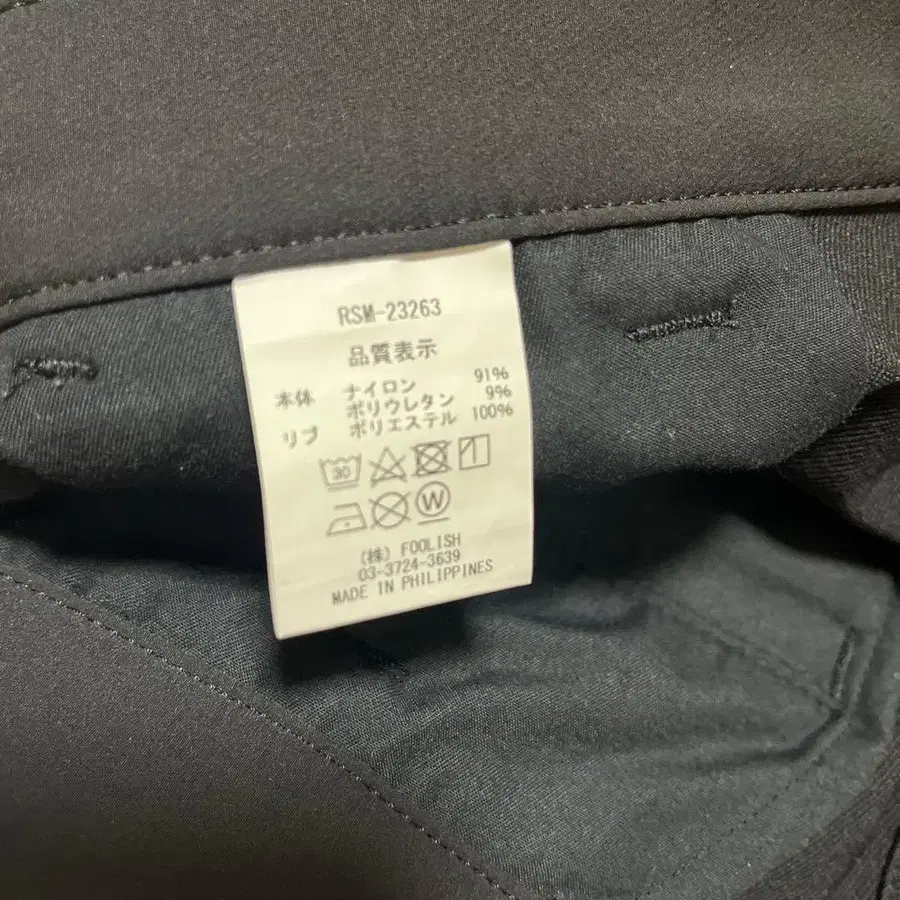 RSM-23263
品質表示
本体 ナイロン 91%
ポリウレタン 9%
リブ ポリエステル 100%
30
W
(株) FOOLISH
03-3724-3639
MADE IN PHILIPPINES